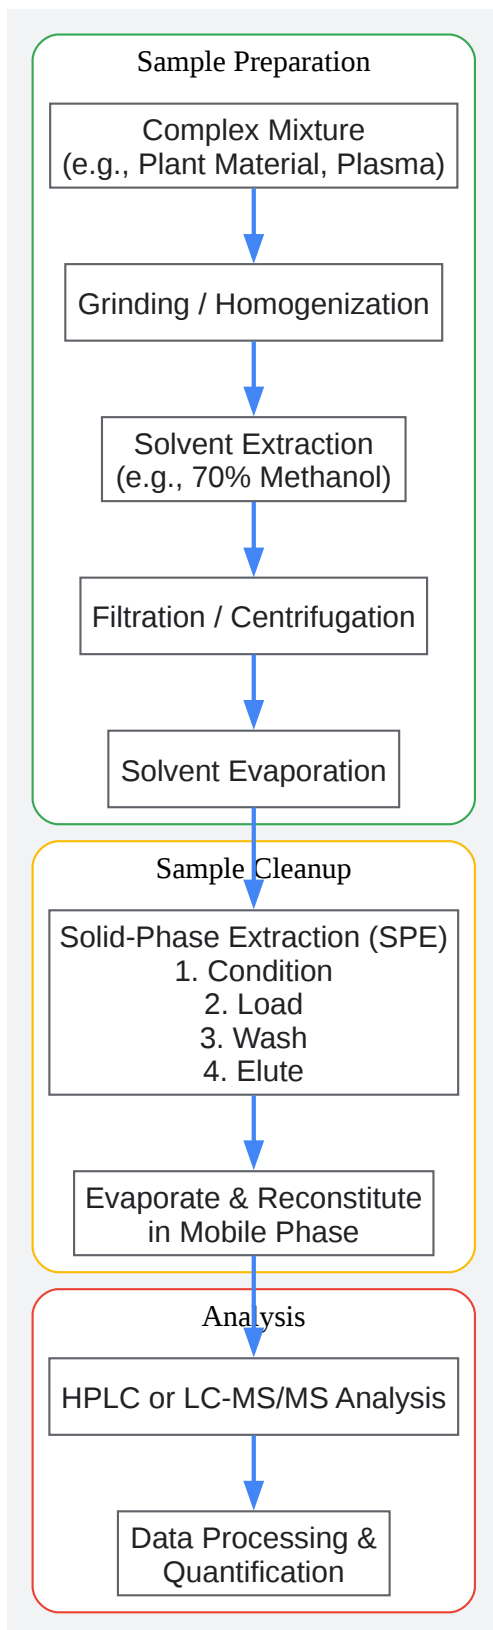 Sample Preparation
Complex Mixture
(e.g., Plant Material, Plasma)
Grinding / Homogenization
Solvent Extraction
(e.g., 70% Methanol)
Filtration / Centrifugation
Solvent Evaporation
Sample Cleanup
Solid-Phase Extraction (SPE)
1. Condition
2. Load
3. Wash
4. Elute
Evaporate & Reconstitute
in Mobile Phase
Analysis
HPLC or LC-MS/MS Analysis
Data Processing &
Quantification